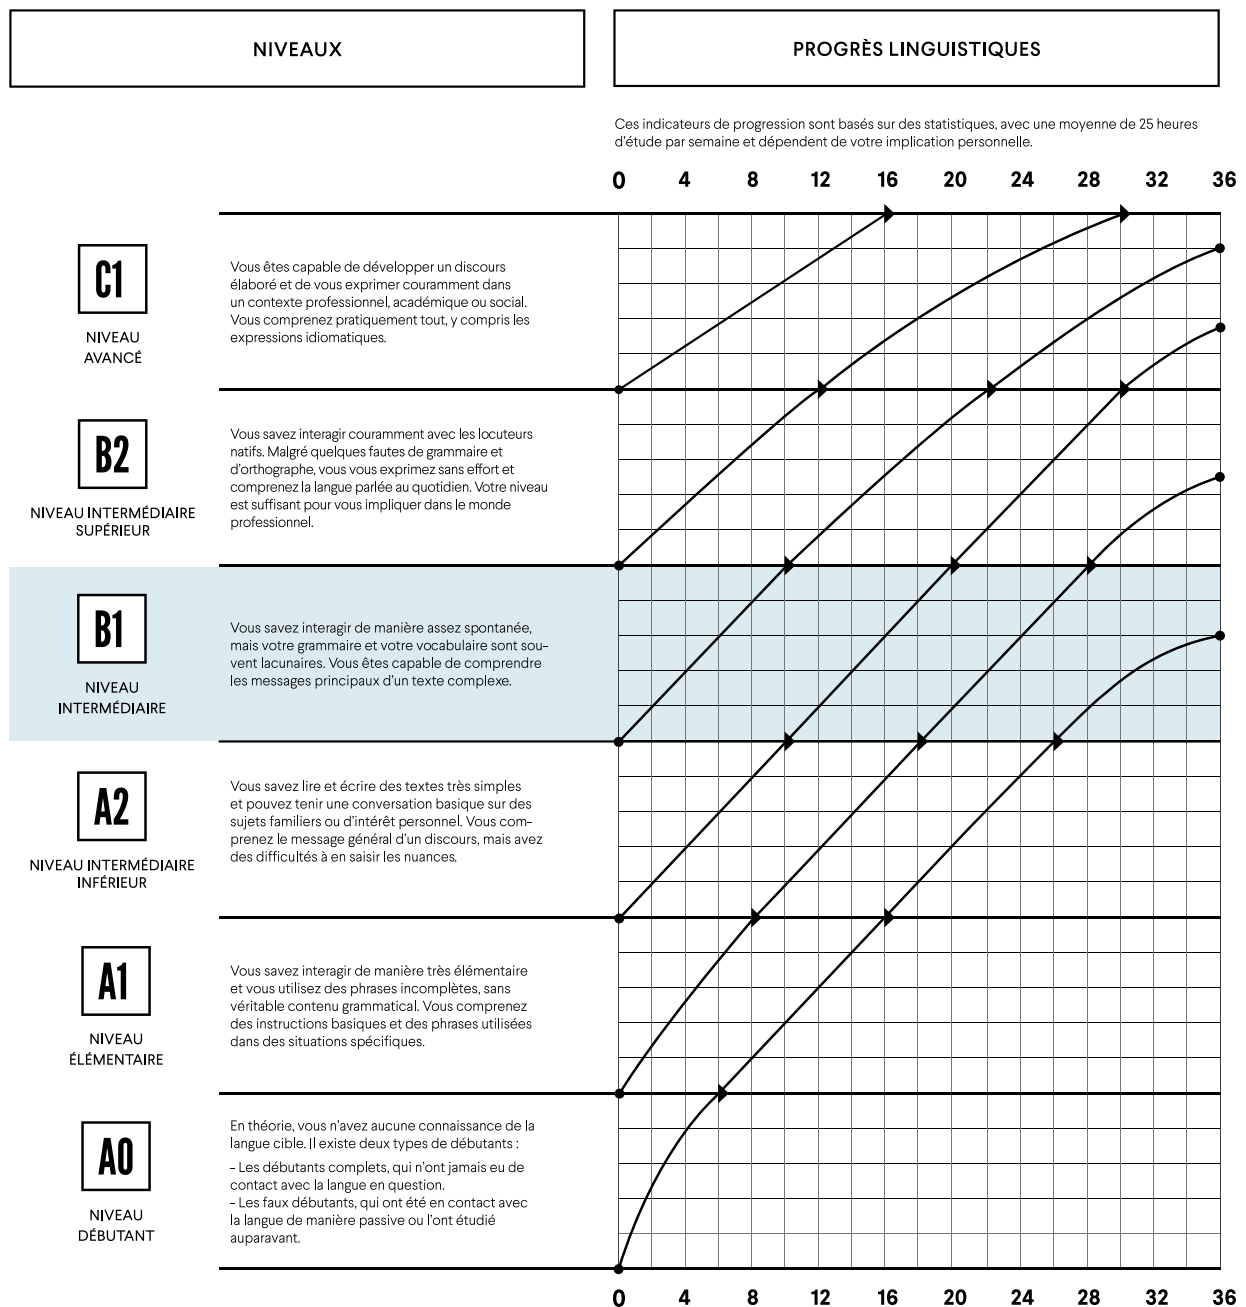 NIVEAUX
PROGRÈS LINGUISTIQUES
Ces indicateurs de progression sont basés sur des statistiques, avec une moyenne de 25 heures
d'étude par semaine et dépendent de votre implication personnelle.
0 4 8 12 16 20 24 28 32 36
C1
NIVEAU
AVANCÉ
Vous êtes capable de développer un discours
élaboré et de vous exprimer couramment dans
un contexte professionnel, académique ou social.
Vous comprenez pratiquement tout, y compris les
expressions idiomatiques.
B2
NIVEAU INTERMÉDIAIRE
SUPÉRIEUR
Vous savez interagir couramment avec les locuteurs
natifs. Malgré quelques fautes de grammaire et
d'orthographe, vous vous exprimez sans effort et
comprenez la langue parlée au quotidien. Votre niveau
est suffisant pour vous impliquer dans le monde
professionnel.
B1
NIVEAU
INTERMÉDIAIRE
Vous savez interagir de manière assez spontanée,
mais votre grammaire et votre vocabulaire sont sou-
vent lacunaires. Vous êtes capable de comprendre
les messages principaux d'un texte complexe.
A2
NIVEAU INTERMÉDIAIRE
INFÉRIEUR
Vous savez lire et écrire des textes très simples
et pouvez tenir une conversation basique sur des
sujets familiers ou d'intérêt personnel. Vous com-
prenez le message général d'un discours, mais avez
des difficultés à en saisir les nuances.
A1
NIVEAU
ÉLÉMENTAIRE
Vous savez interagir de manière très élémentaire
et vous utilisez des phrases incomplètes, sans
véritable contenu grammatical. Vous comprenez
des instructions basiques et des phrases utilisées
dans des situations spécifiques.
A0
NIVEAU
DÉBUTANT
En théorie, vous n'avez aucune connaissance de la
langue cible. Il existe deux types de débutants :
- Les débutants complets, qui n'ont jamais eu de
contact avec la langue en question.
- Les faux débutants, qui ont été en contact avec
la langue de manière passive ou l'ont étudié
auparavant.
0 4 8 12 16 20 24 28 32 36